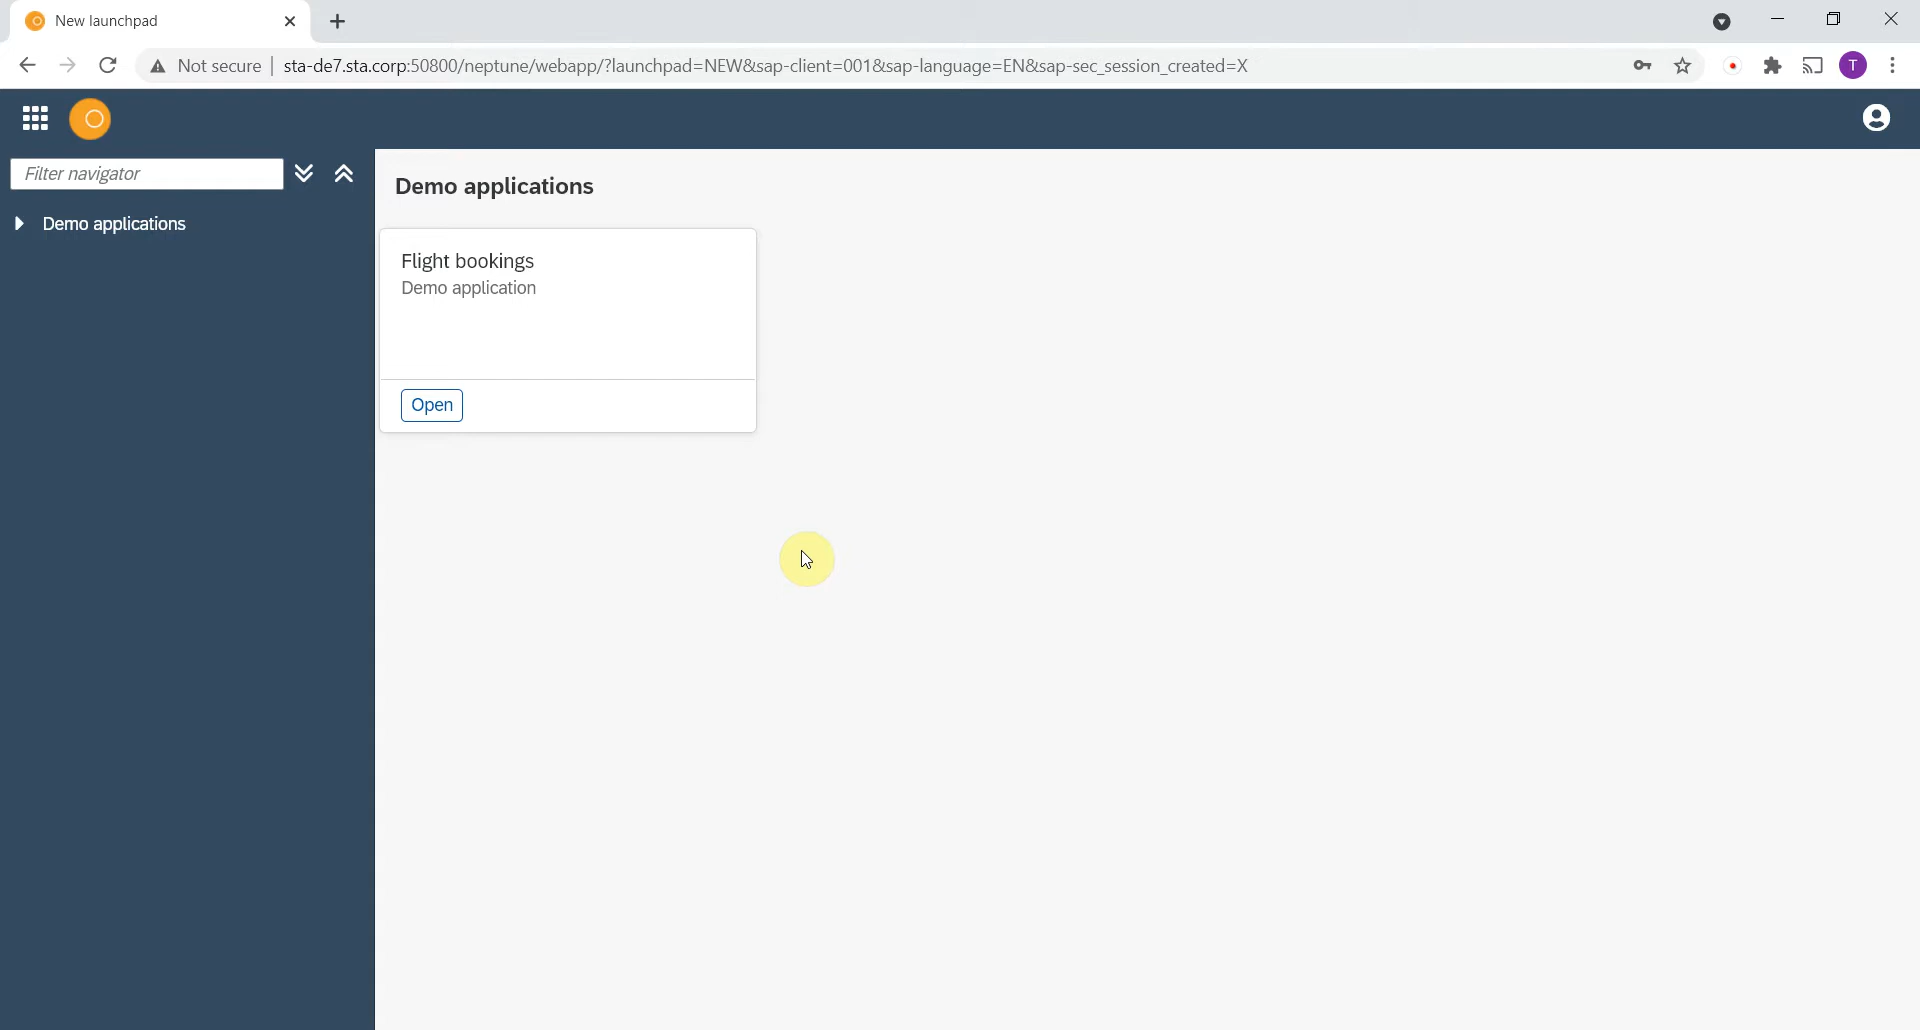 New launchpad
Not secure | sta-de7.sta.corp:50800/neptune/webapp/?launchpad=NEW&sap-client=001&sap-language=EN&sap-sec_session_created=X
T
Filter navigator
Demo applications
Demo applications
Flight bookings
Demo application
Open